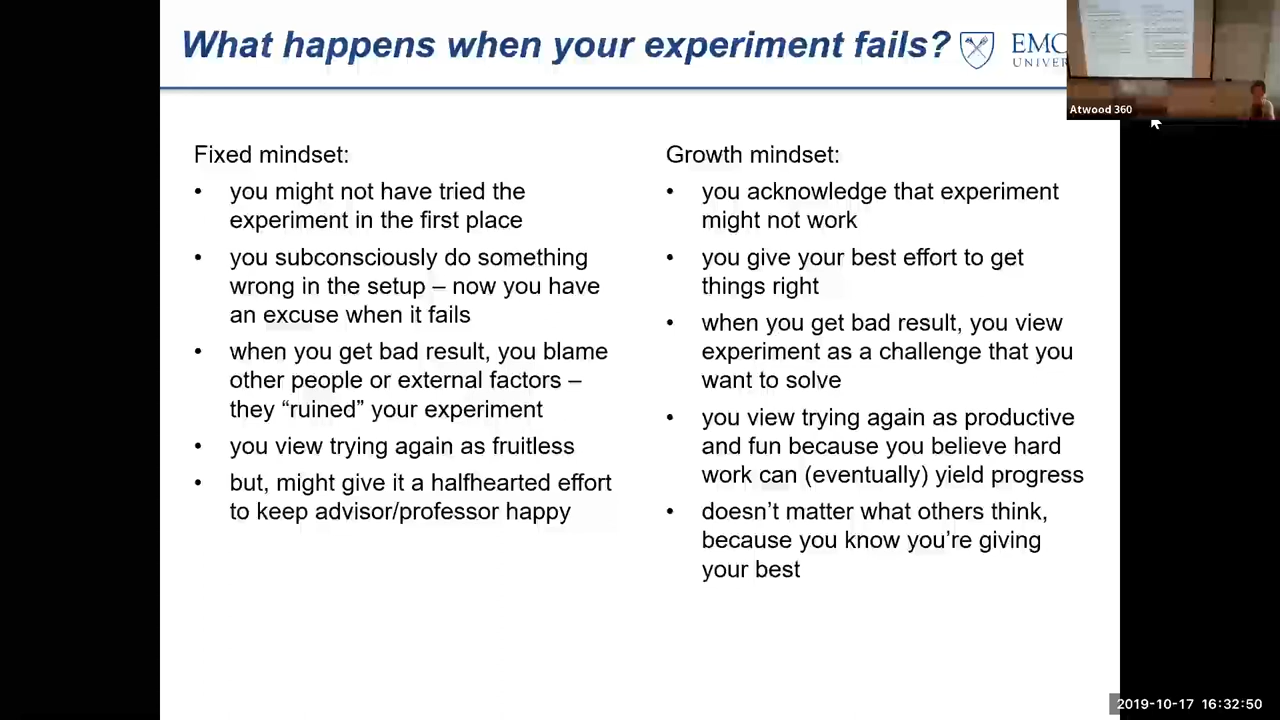 What happens when your experiment fails?
EMO
UNIVER
Atwood 360
Fixed mindset:
• you might not have tried the
experiment in the first place
• you subconsciously do something
wrong in the setup – now you have
an excuse when it fails
• when you get bad result, you blame
other people or external factors –
they “ruined” your experiment
• you view trying again as fruitless
• but, might give it a halfhearted effort
to keep advisor/professor happy
Growth mindset:
• you acknowledge that experiment
might not work
• you give your best effort to get
things right
• when you get bad result, you view
experiment as a challenge that you
want to solve
• you view trying again as productive
and fun because you believe hard
work can (eventually) yield progress
• doesn’t matter what others think,
because you know you’re giving
your best
2019-10-17 16:32:50